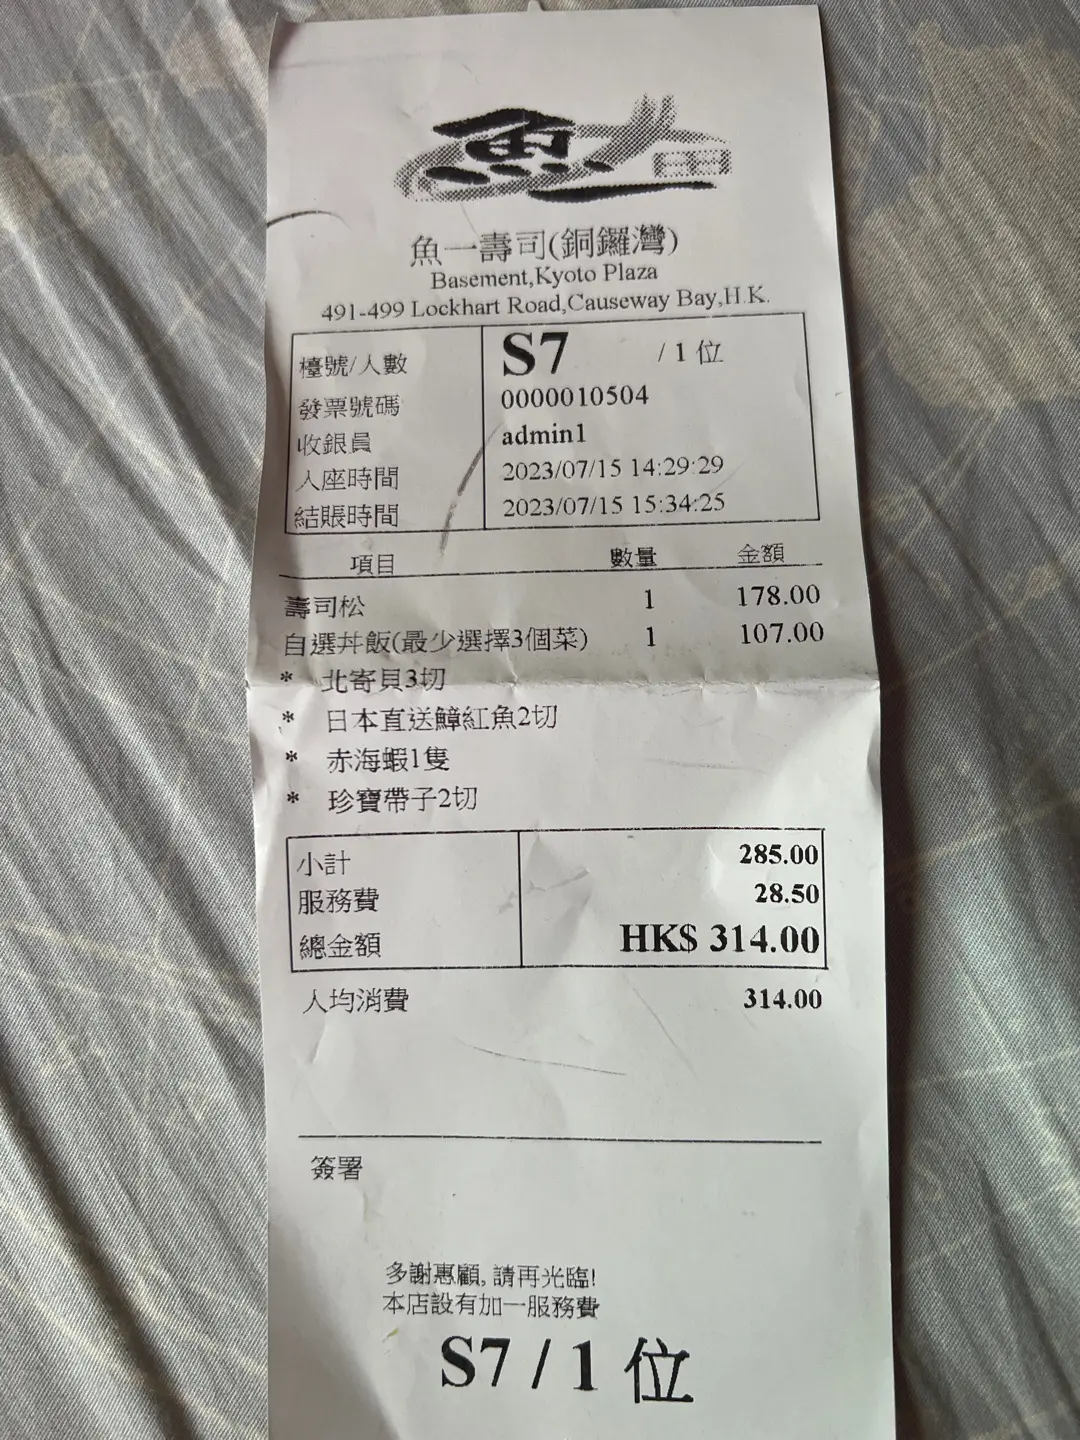 魚一
魚一壽司(銅鑼灣)
Basement,Kyoto Plaza
491-499 Lockhart Road,Causeway Bay,H.K.
檯號/人數 S7 / 1 位
發票號碼 0000010504
收銀員 admin1
入座時間 2023/07/15 14:29:29
結賬時間 2023/07/15 15:34:25
項目 數量 金額
壽司松 1 178.00
自選丼飯(最少選擇3個菜) 1 107.00
* 北寄貝3切
* 日本直送鱆紅魚2切
* 赤海蝦1隻
* 珍寶帶子2切
小計 285.00
服務費 28.50
總金額 HK$ 314.00
人均消費 314.00
簽署
多謝惠顧, 請再光臨!
本店設有加一服務費
S7 / 1 位